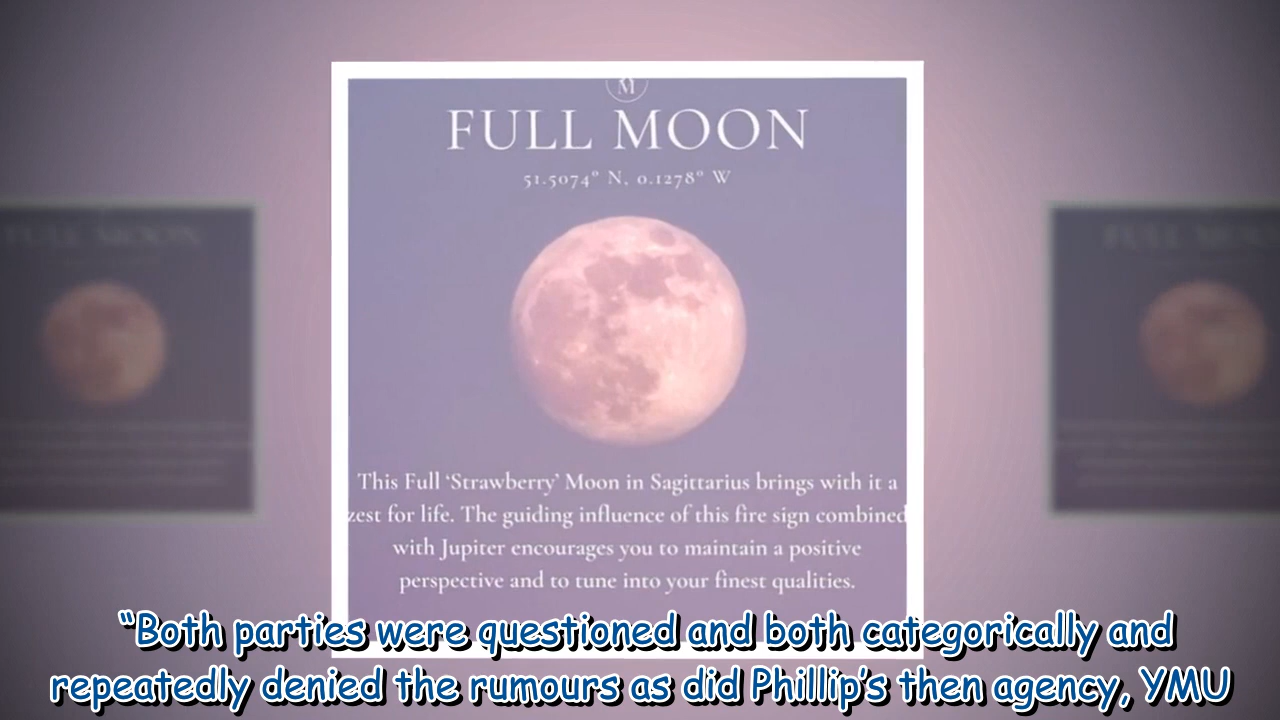 M
FULL MOON
51.5074° N, 0.1278° W
This Full ‘Strawberry’ Moon in Sagittarius brings with it a
zest for life. The guiding influence of this fire sign combined
with Jupiter encourages you to maintain a positive
perspective and to tune into your finest qualities.
“Both parties were questioned and both categorically and
repeatedly denied the rumours as did Phillip’s then agency, YMU